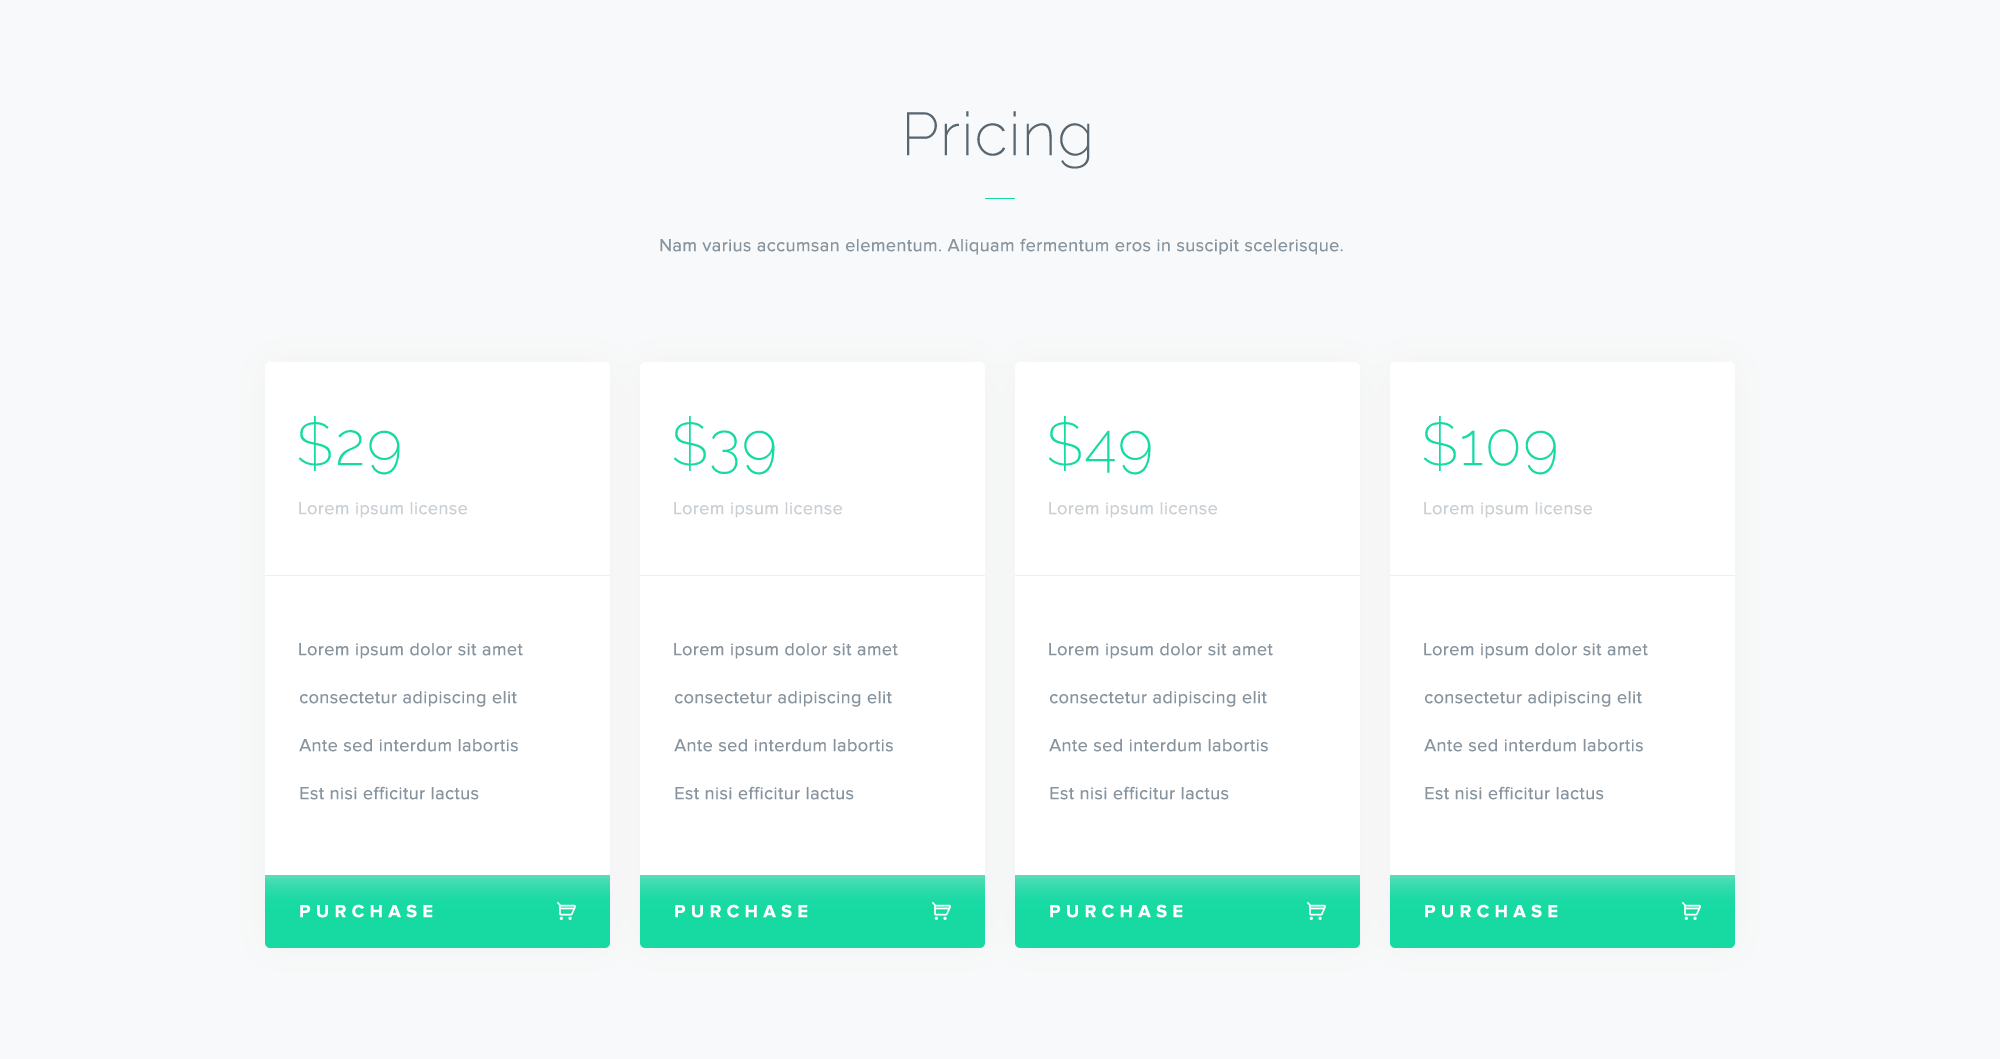 Pricing
Nam varius accumsan elementum. Aliquam fermentum eros in suscipit scelerisque.
$29
Lorem ipsum license
Lorem ipsum dolor sit amet
consectetur adipiscing elit
Ante sed interdum labortis
Est nisi efficitur lactus
PURCHASE
$39
Lorem ipsum license
Lorem ipsum dolor sit amet
consectetur adipiscing elit
Ante sed interdum labortis
Est nisi efficitur lactus
PURCHASE
$49
Lorem ipsum license
Lorem ipsum dolor sit amet
consectetur adipiscing elit
Ante sed interdum labortis
Est nisi efficitur lactus
PURCHASE
$109
Lorem ipsum license
Lorem ipsum dolor sit amet
consectetur adipiscing elit
Ante sed interdum labortis
Est nisi efficitur lactus
PURCHASE